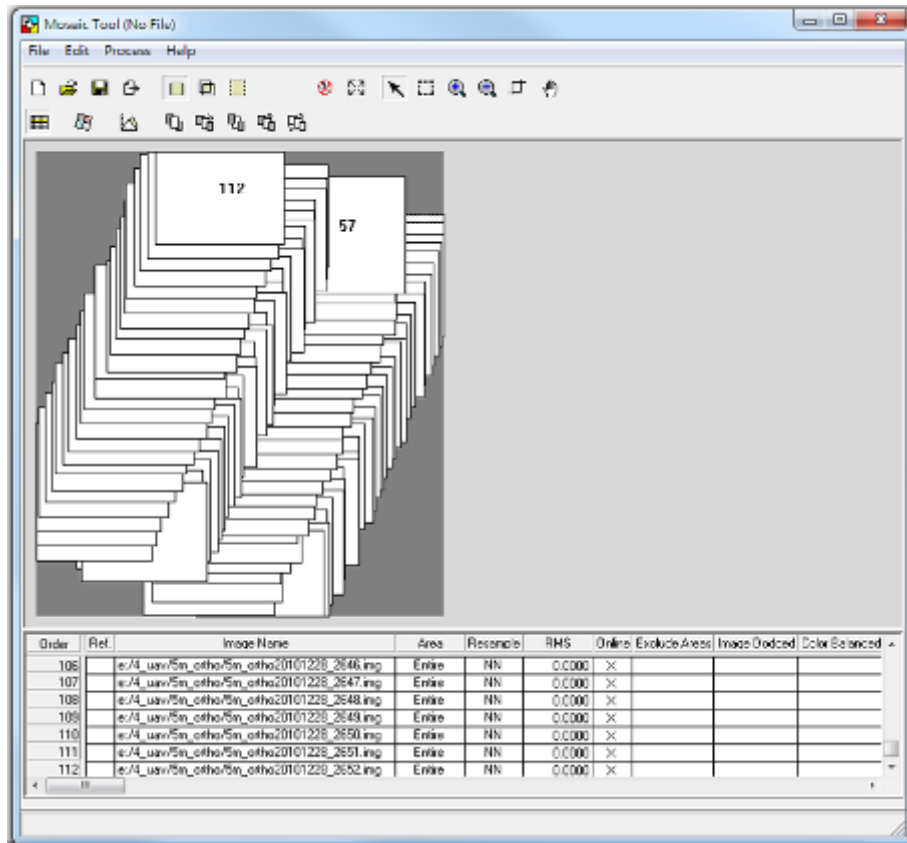 Mosaic Tool (No File)
File Edit Process Help
112
57
Order Ref. Image Name Area Resample RMS Online Exclude Areas Image Dodged Color Balanced
106 e:/4_uav/5m_ortho/5m_ortho20101228_2646.img Entire NN 0.0000 X
107 e:/4_uav/5m_ortho/5m_ortho20101228_2647.img Entire NN 0.0000 X
108 e:/4_uav/5m_ortho/5m_ortho20101228_2648.img Entire NN 0.0000 X
109 e:/4_uav/5m_ortho/5m_ortho20101228_2649.img Entire NN 0.0000 X
110 e:/4_uav/5m_ortho/5m_ortho20101228_2650.img Entire NN 0.0000 X
111 e:/4_uav/5m_ortho/5m_ortho20101228_2651.img Entire NN 0.0000 X
112 e:/4_uav/5m_ortho/5m_ortho20101228_2652.img Entire NN 0.0000 X